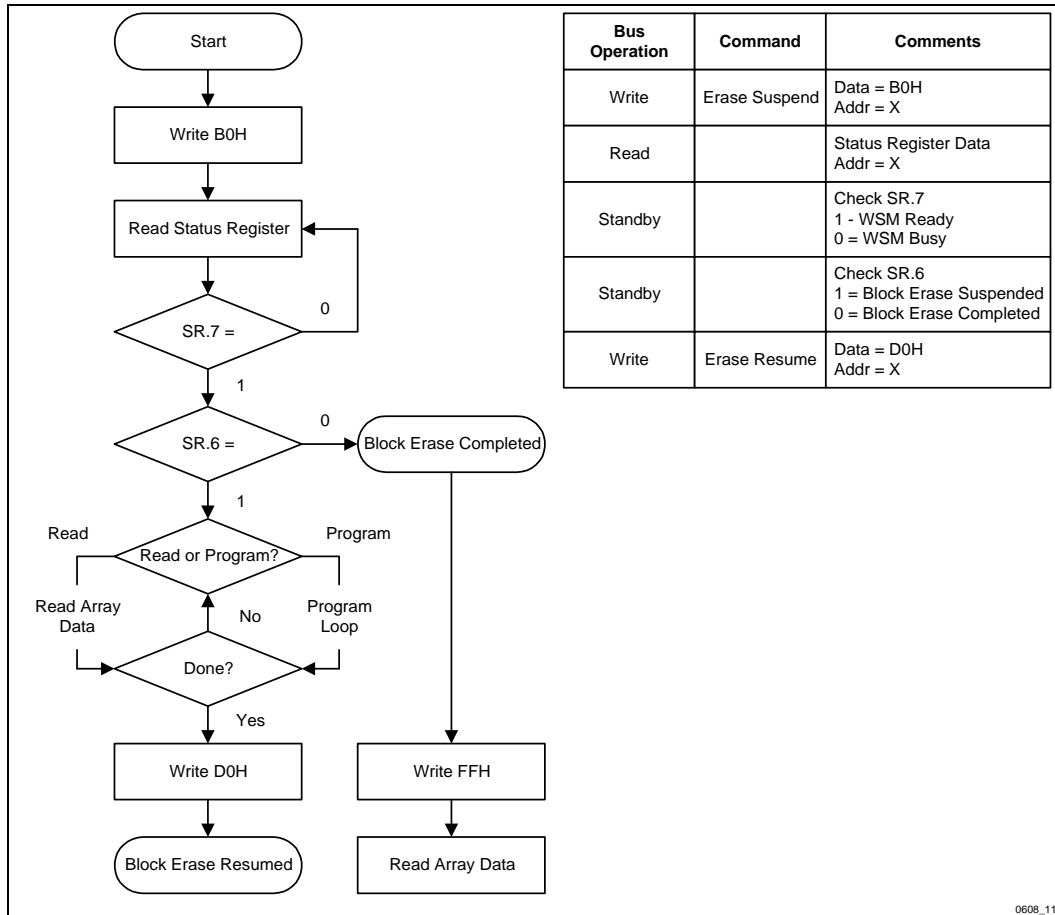 Start
Write B0H
Read Status Register
0
SR.7 =
1
0
SR.6 =
Block Erase Completed
1
Read
Program
Read or Program?
Read Array
Data
No
Program
Loop
Done?
Yes
Write D0H
Write FFH
Block Erase Resumed
Read Array Data
Bus
Operation
Command
Comments
Write
Erase Suspend
Data = B0H
Addr = X
Read
Status Register Data
Addr = X
Standby
Check SR.7
1 - WSM Ready
0 = WSM Busy
Standby
Check SR.6
1 = Block Erase Suspended
0 = Block Erase Completed
Write
Erase Resume
Data = D0H
Addr = X
0608_11